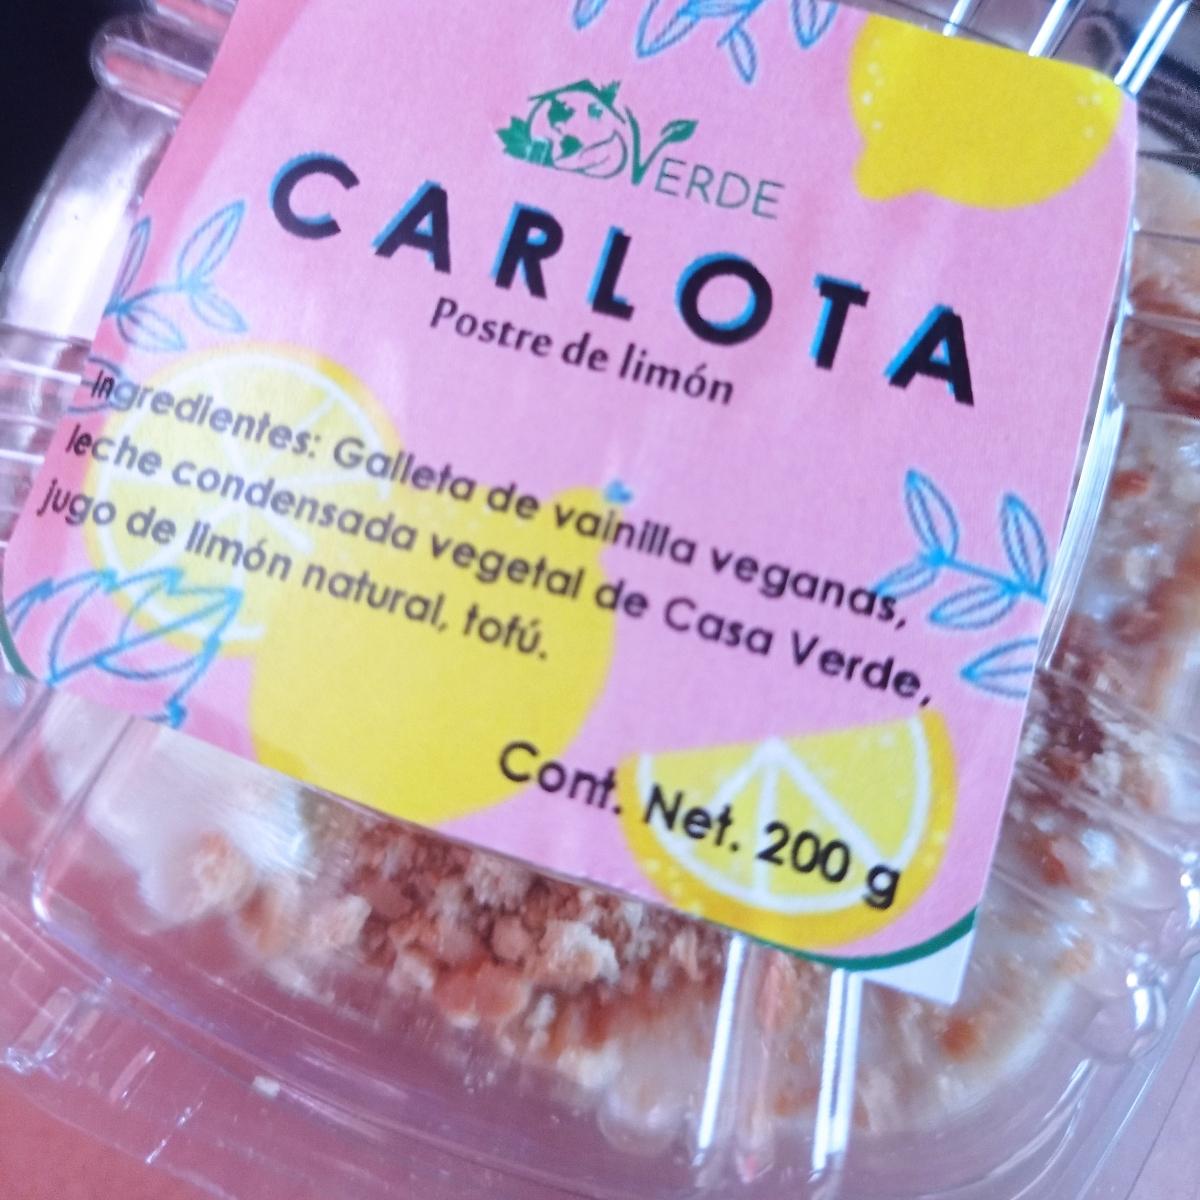 VERDE
CARLOTA
Postre de limón
Ingredientes: Galleta de vainilla veganas,
leche condensada vegetal de Casa Verde,
jugo de limón natural, tofú.
Cont. Net. 200 g